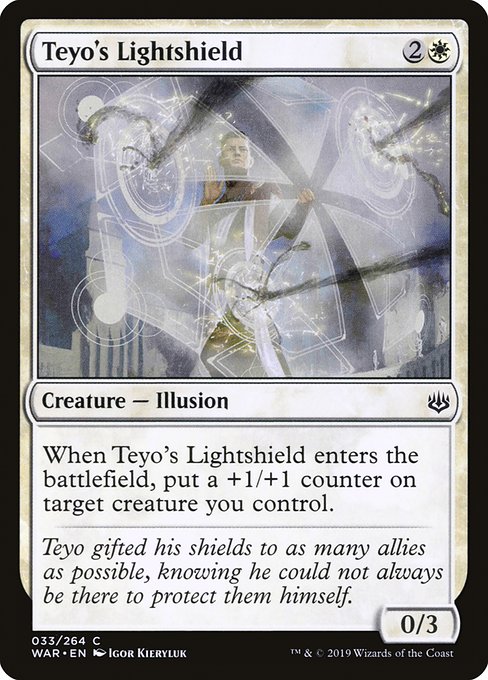 Teyo's Lightshield 2
Creature — Illusion
When Teyo's Lightshield enters the
battlefield, put a +1/+1 counter on
target creature you control.
Teyo gifted his shields to as many allies
as possible, knowing he could not always
be there to protect them himself.
0/3
033/264 C
WAR • EN Igor Kieryluk ™ & © 2019 Wizards of the Coast